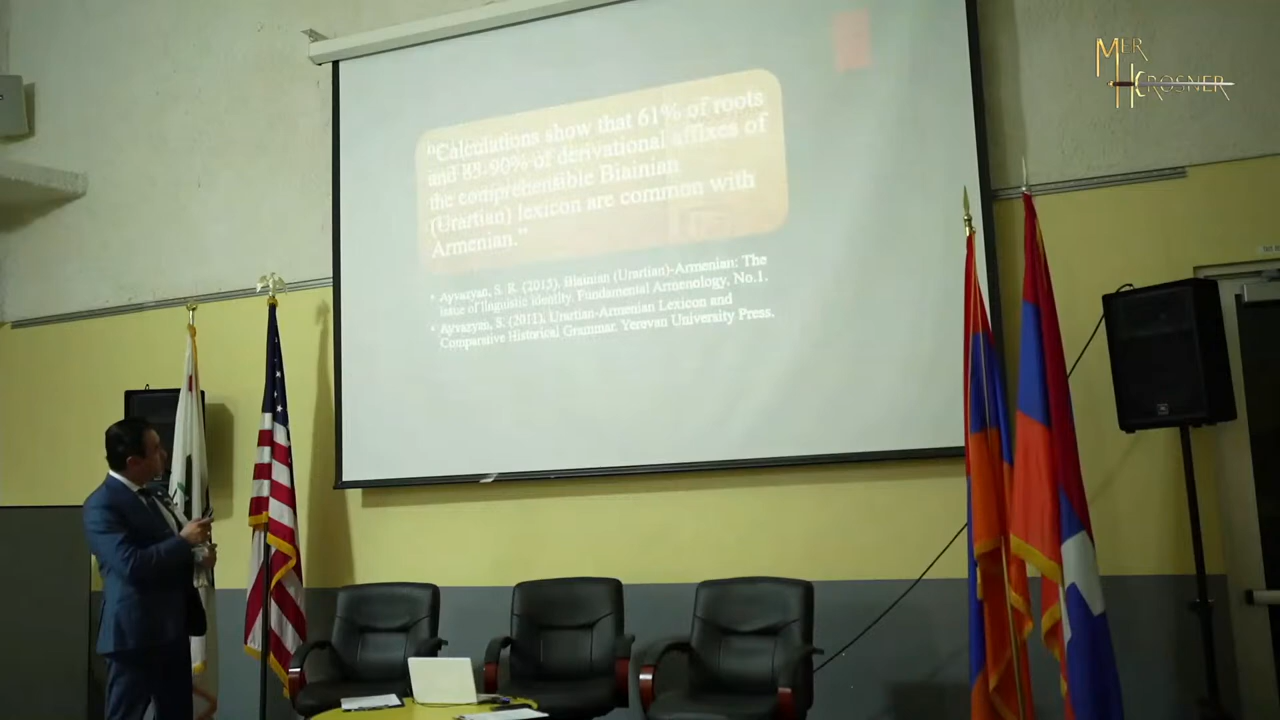 MER
HEROSNER
"Calculations show that 61% of roots
and 85-90% of derivational affixes of
the comprehensible Biainian
(Urartian) lexicon are common with
Armenian."
• Ayvazyan, S. R. (2015). Biainian (Urartian)-Armenian: The
issue of linguistic identity. Fundamental Armenology, No.1.
• Ayvazyan, S. (2011). Urartian-Armenian Lexicon and
Comparative Historical Grammar. Yerevan University Press.
JBL